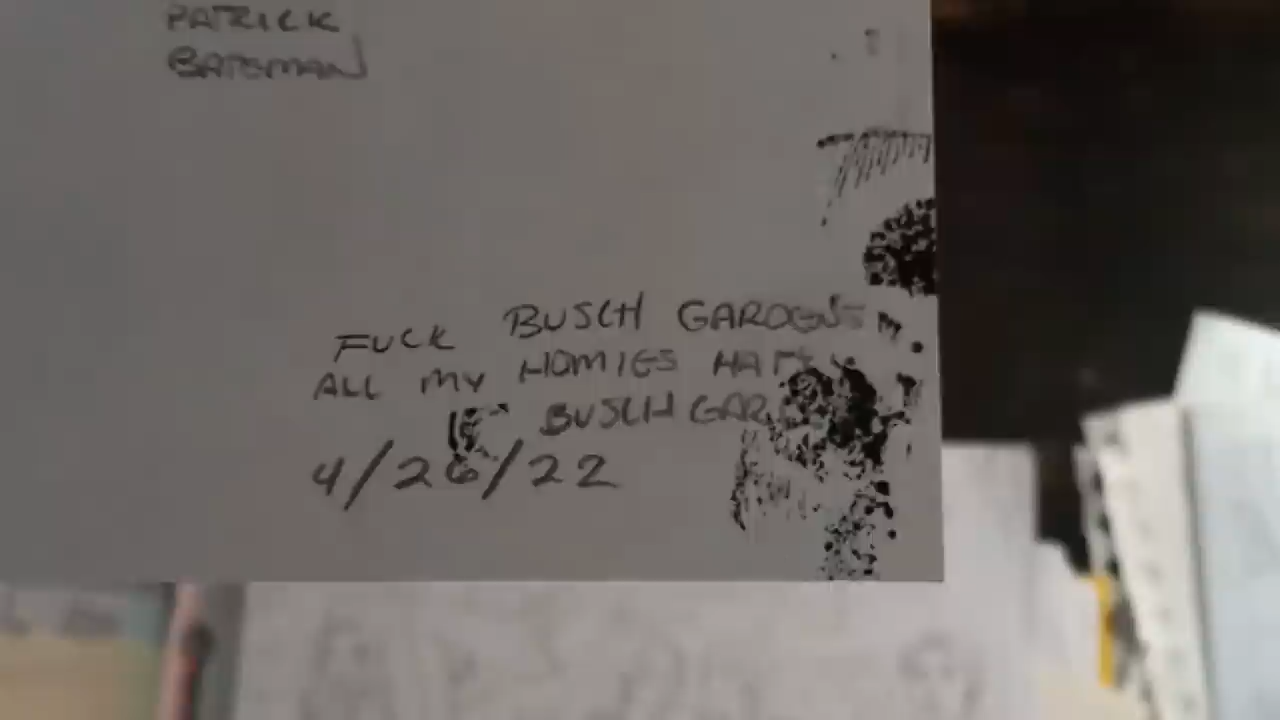 PATRICK
BATEMAN
FUCK BUSCH GARDENS
ALL MY HOMIES HATE
BUSCH GAR
4/26/22